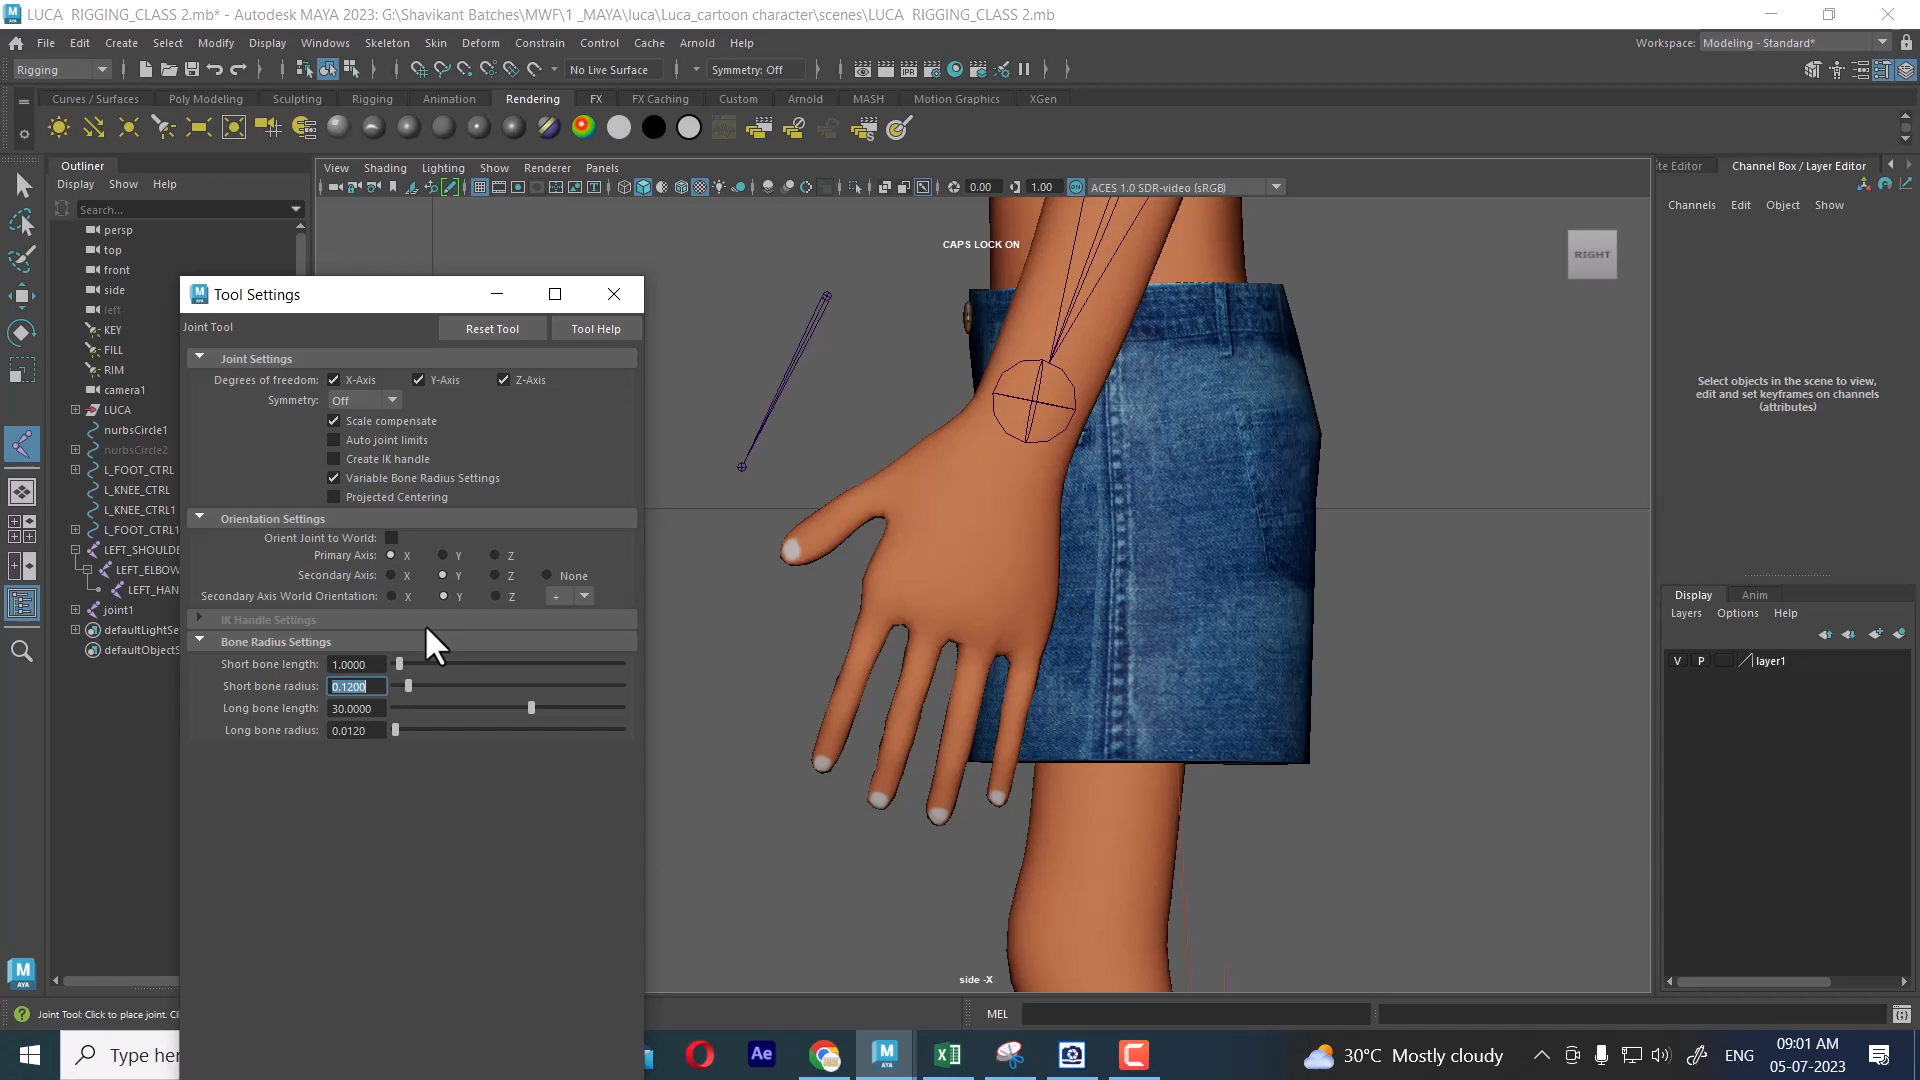 LUCA RIGGING_CLASS 2.mb* - Autodesk MAYA 2023: G:\Shavikant Batches\MWF\1 _MAYA\luca\Luca_cartoon character\scenes\LUCA RIGGING_CLASS 2.mb
File Edit Create Select Modify Display Windows Skeleton Skin Deform Constrain Control Cache Arnold Help
Workspace: Modeling - Standard*
Rigging
No Live Surface
Symmetry: Off
Curves / Surfaces Poly Modeling Sculpting Rigging Animation Rendering FX FX Caching Custom Arnold MASH Motion Graphics XGen
Outliner
Display Show Help
Search...
persp
top
front
side
left
KEY
FILL
RIM
camera1
LUCA
nurbsCircle1
nurbsCircle2
L_FOOT_CTRL
L_KNEE_CTRL
L_KNEE_CTRL1
L_FOOT_CTRL1
LEFT_SHOULDE
LEFT_ELBOW
LEFT_HAN
joint1
defaultLightSe
defaultObjectS
View Shading Lighting Show Renderer Panels
0.00 1.00 ACES 1.0 SDR-video (sRGB)
CAPS LOCK ON
RIGHT
side -X
Tool Settings
Joint Tool
Reset Tool
Tool Help
Joint Settings
Degrees of freedom: X-Axis Y-Axis Z-Axis
Symmetry: Off
Scale compensate
Auto joint limits
Create IK handle
Variable Bone Radius Settings
Projected Centering
Orientation Settings
Orient Joint to World:
Primary Axis: X Y Z
Secondary Axis: X Y Z None
Secondary Axis World Orientation: X Y Z +
IK Handle Settings
Bone Radius Settings
Short bone length: 1.0000
Short bone radius: 0.1200
Long bone length: 30.0000
Long bone radius: 0.0120
te Editor
Channel Box / Layer Editor
Channels Edit Object Show
Select objects in the scene to view,
edit and set keyframes on channels
(attributes)
Display Anim
Layers Options Help
V P layer1
Joint Tool: Click to place joint. Cl
MEL
Type her
30°C Mostly cloudy
ENG
09:01 AM
05-07-2023